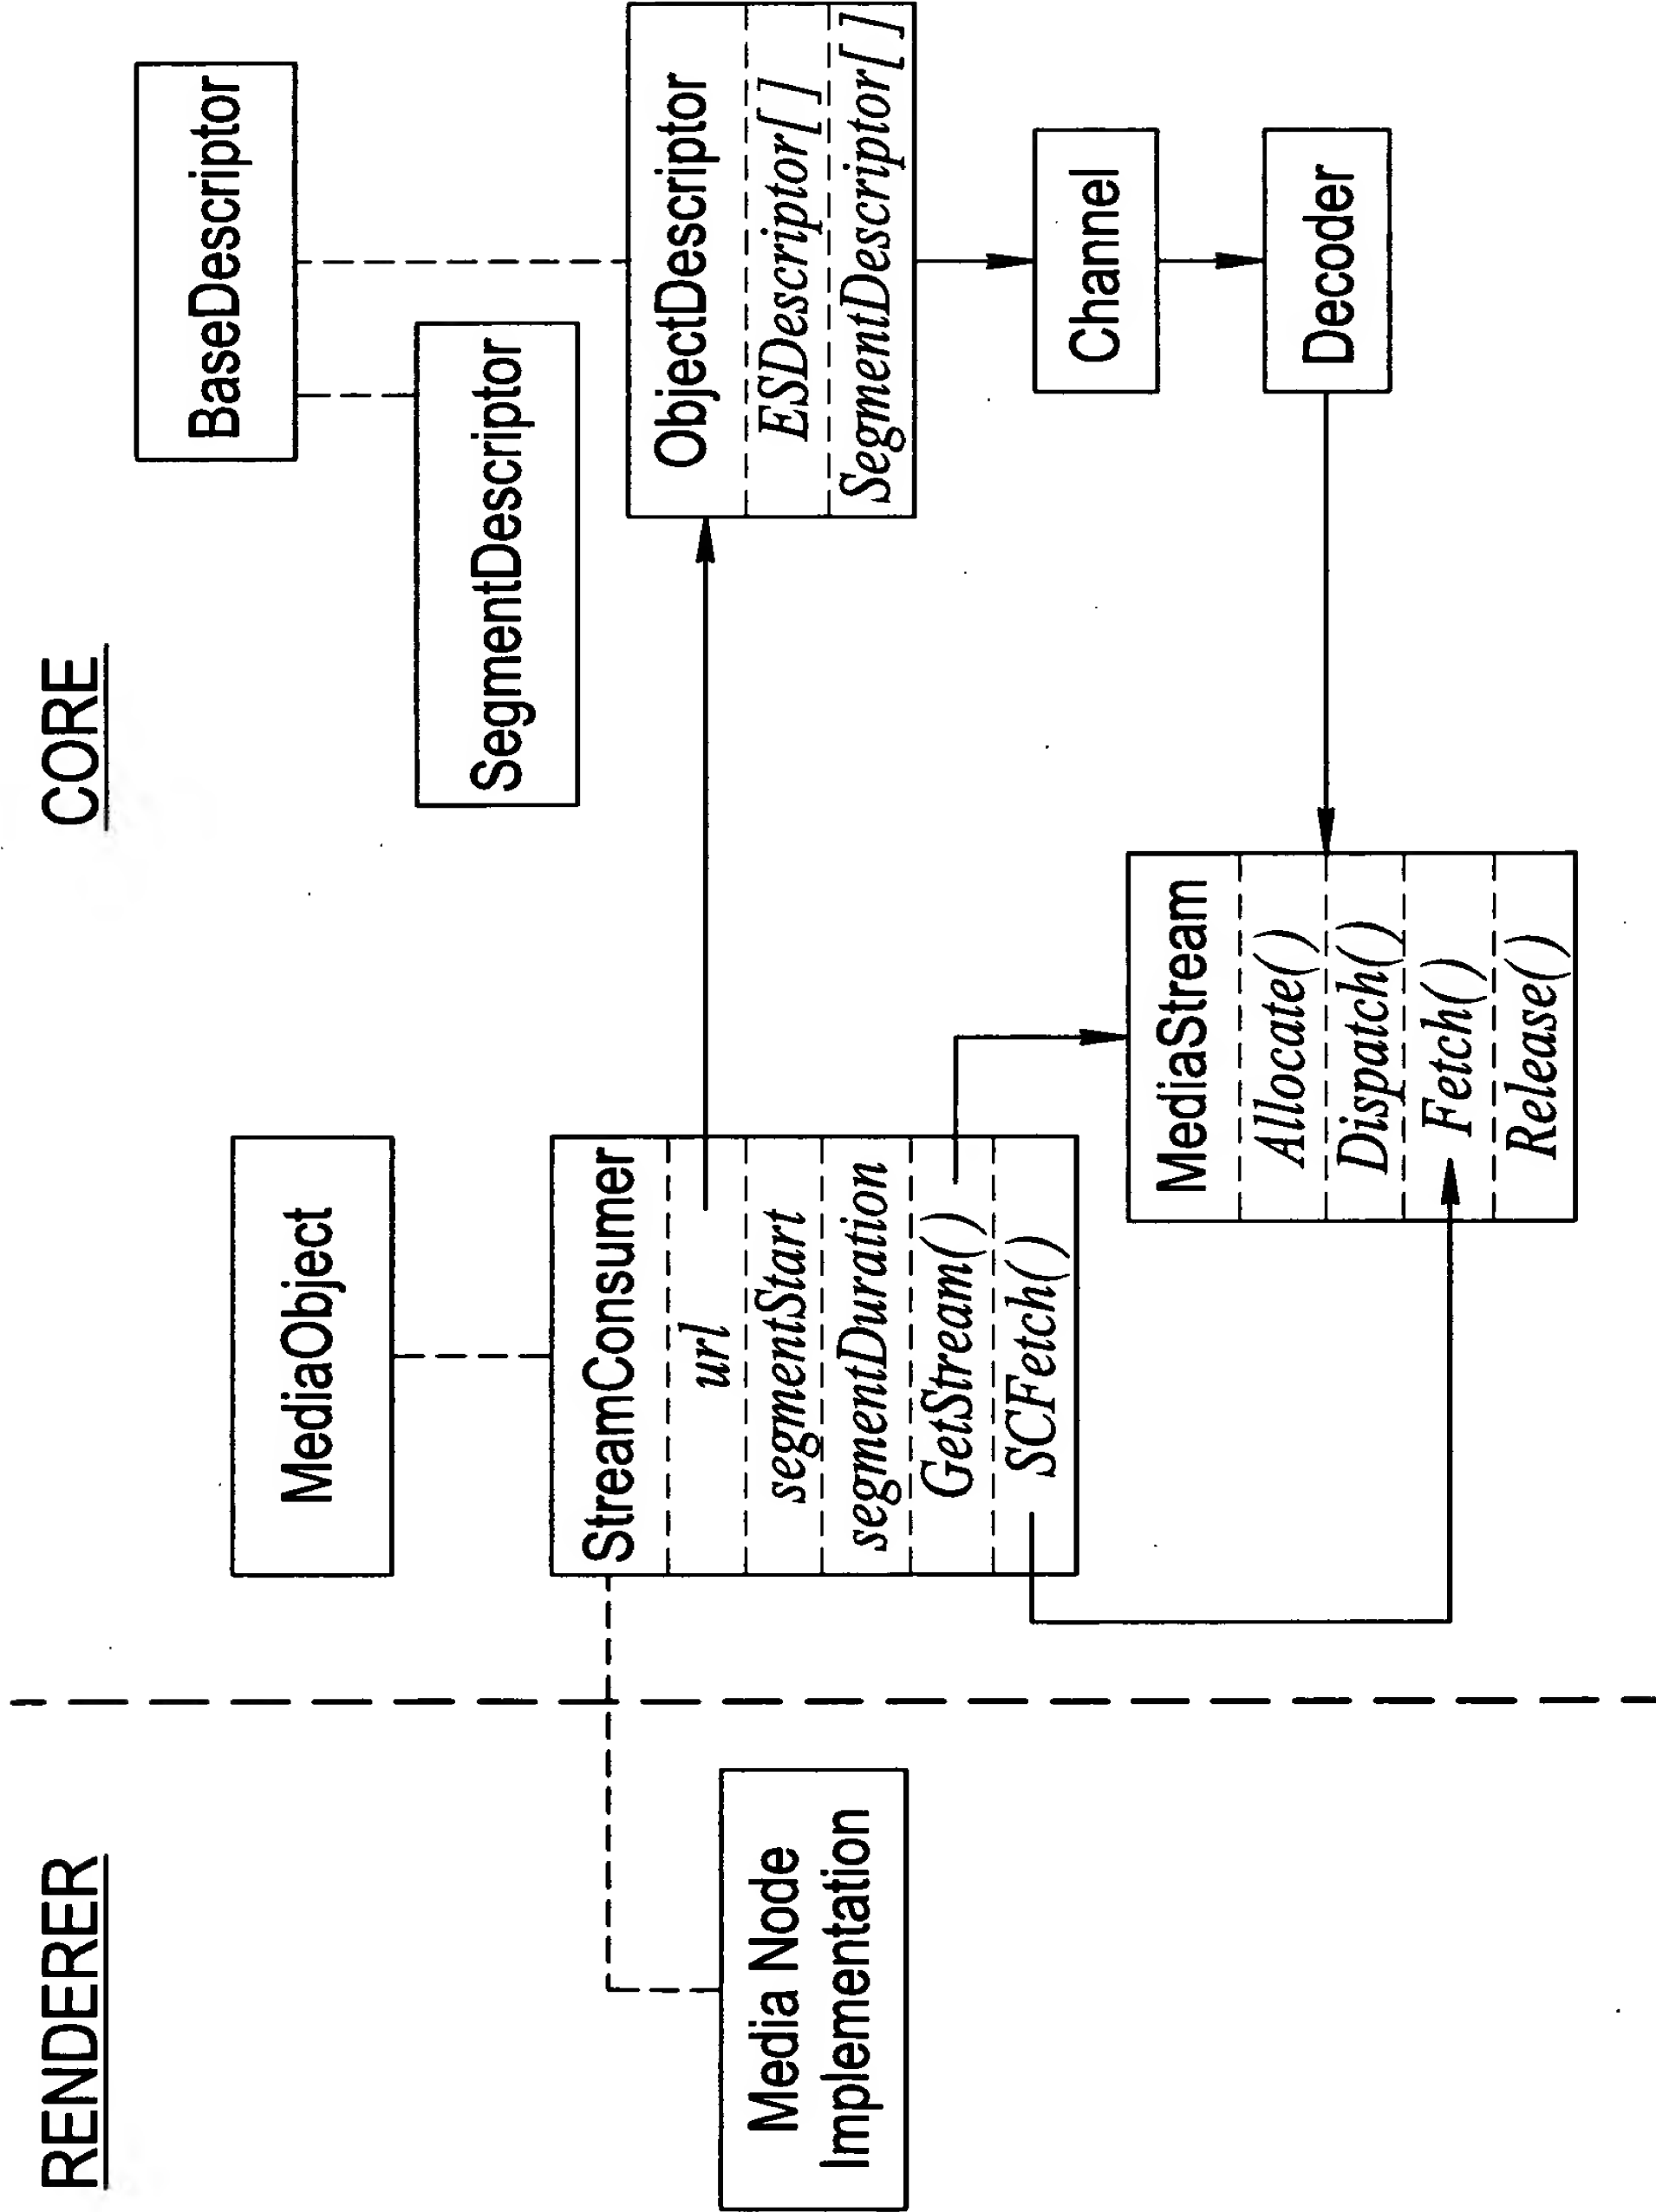 RENDERER
CORE
Media Node
Implementation
MediaObject
StreamConsumer
url
segmentStart
segmentDuration
GetStream()
SCFetch()
BaseDescriptor
SegmentDescriptor
ObjectDescriptor
ESDescriptor[ ]
SegmentDescriptor[ ]
Channel
Decoder
MediaStream
Allocate()
Dispatch()
Fetch()
Release()